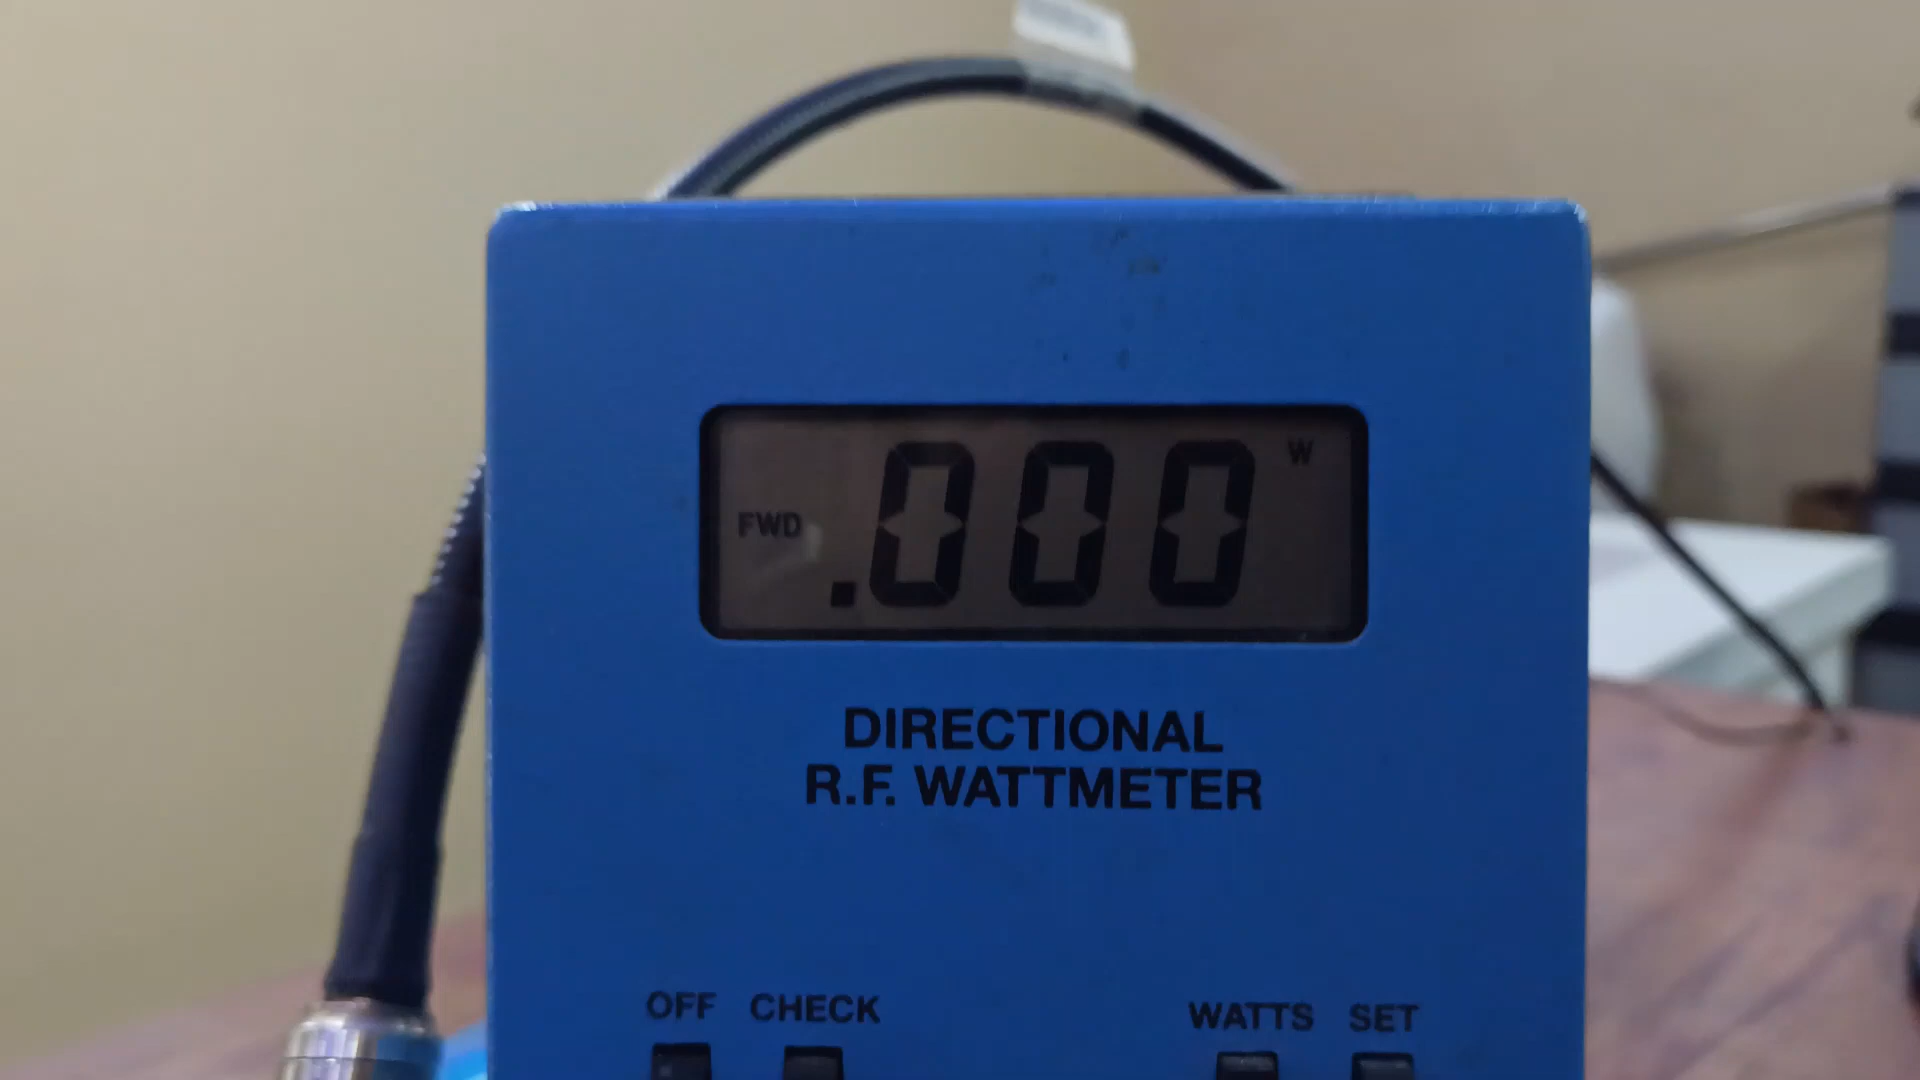 FWD .000 W
DIRECTIONAL
R.F. WATTMETER
OFF CHECK WATTS SET